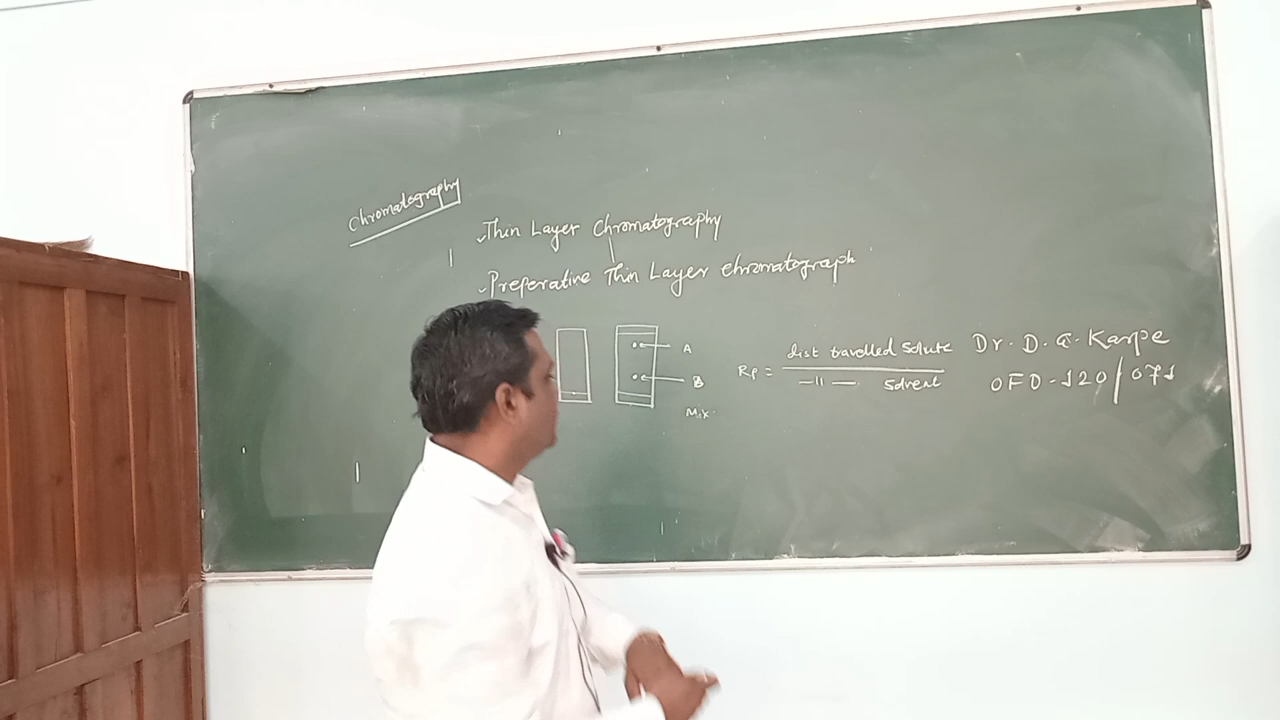 Chromatography
Thin Layer Chromatography
Preperative Thin Layer chromatograph
A
B
Mix.
Rf = dist travelled solute
—11— solvent
Dr. D. G. Karpe
OFD-120/071